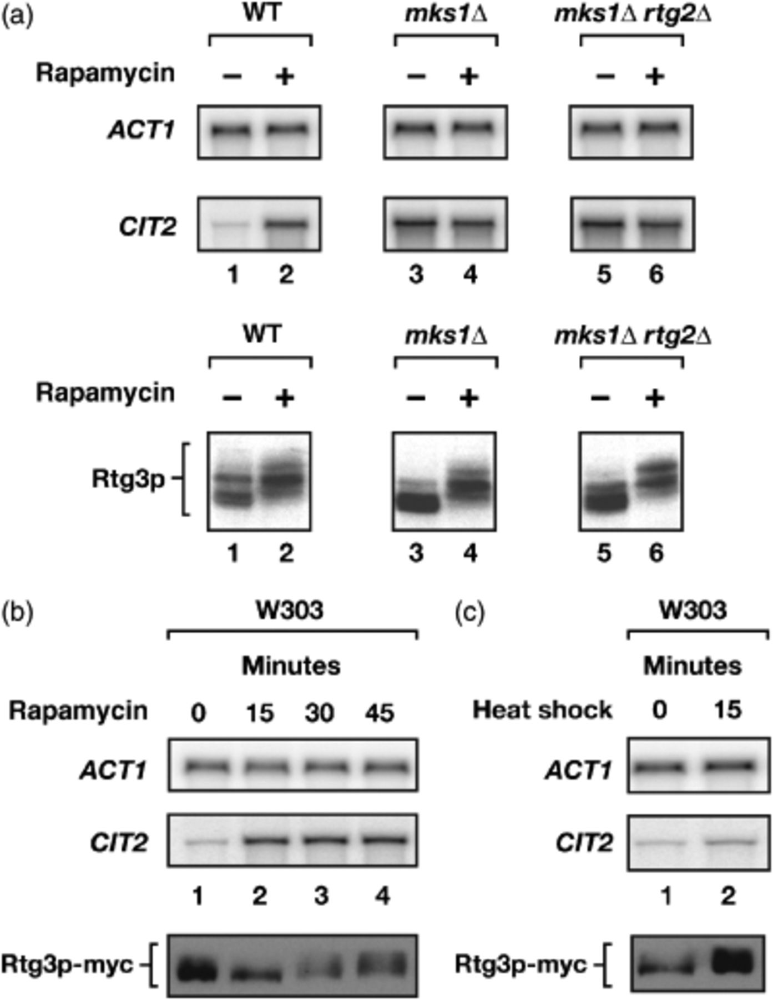 (a)
WT mks1Δ mks1Δ rtg2Δ
Rapamycin − + − + − +
ACT1
CIT2
1 2 3 4 5 6
WT mks1Δ mks1Δ rtg2Δ
Rapamycin − + − + − +
Rtg3p
1 2 3 4 5 6
(b)
W303
Minutes
Rapamycin 0 15 30 45
ACT1
CIT2
1 2 3 4
Rtg3p-myc
(c)
W303
Minutes
Heat shock 0 15
ACT1
CIT2
1 2
Rtg3p-myc